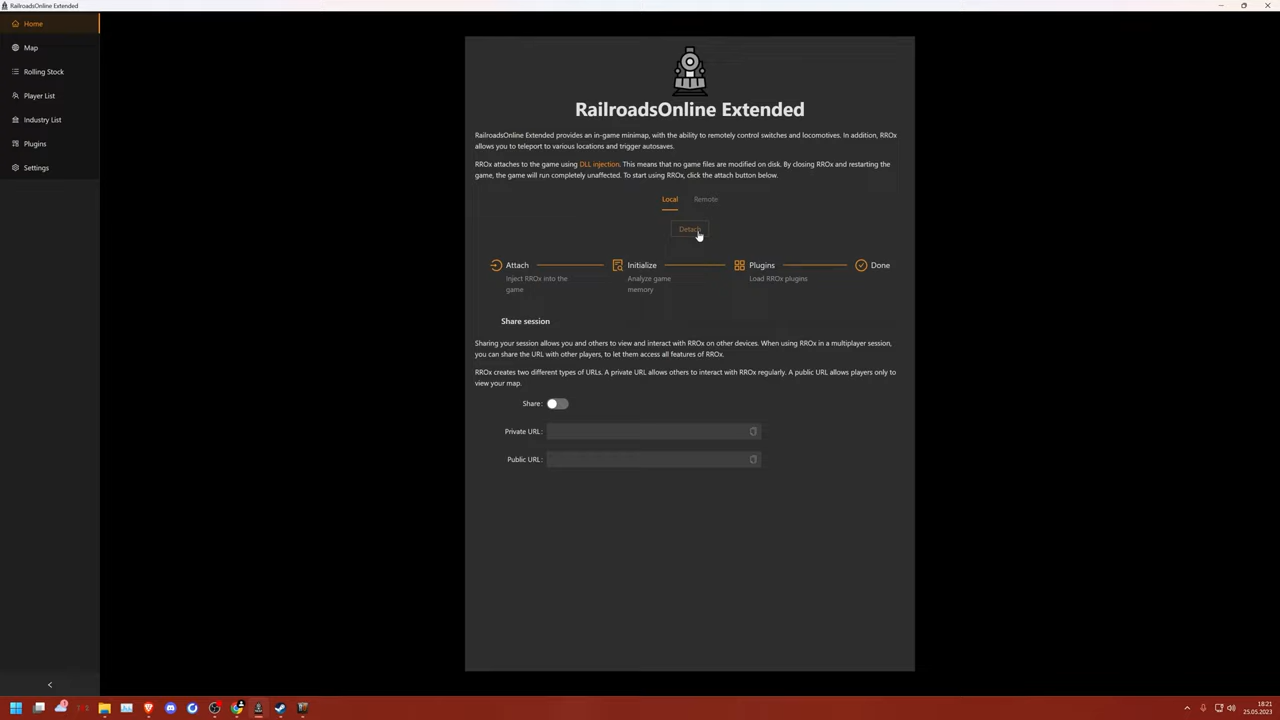 RailroadsOnline Extended
Home
Map
Rolling Stock
Player List
Industry List
Plugins
Settings
RailroadsOnline Extended
RailroadsOnline Extended provides an in-game minimap, with the ability to remotely control switches and locomotives. In addition, RROx
allows you to teleport to various locations and trigger autosaves.
RROx attaches to the game using DLL injection. This means that no game files are modified on disk. By closing RROx and restarting the
game, the game will run completely unaffected. To start using RROx, click the attach button below.
Local Remote
Detach
Attach Initialize Plugins Done
Inject RROx into the Analyze game Load RROx plugins
game memory
Share session
Sharing your session allows you and others to view and interact with RROx on other devices. When using RROx in a multiplayer session,
you can share the URL with other players, to let them access all features of RROx.
RROx creates two different types of URLs. A private URL allows others to interact with RROx regularly. A public URL allows players only to
view your map.
Share:
Private URL:
Public URL:
18:21
25.05.2023